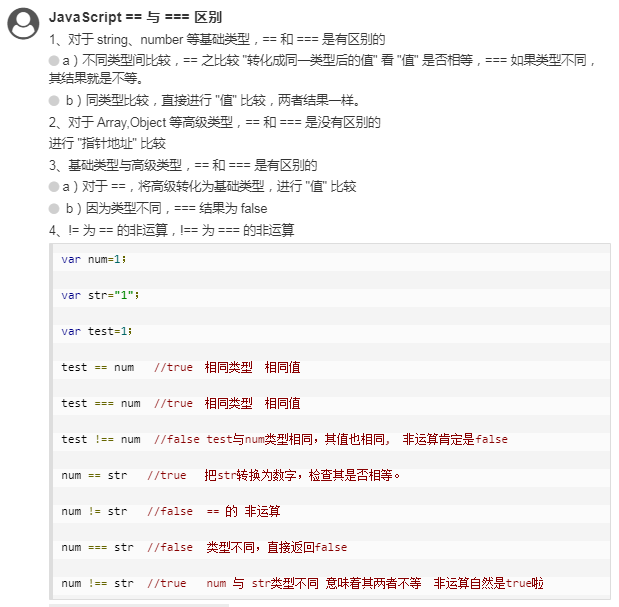 JavaScript == 与 === 区别
1、对于 string、number 等基础类型，== 和 === 是有区别的
a）不同类型间比较，== 之比较 "转化成同一类型后的值" 看 "值" 是否相等，=== 如果类型不同，
其结果就是不等。
b）同类型比较，直接进行 "值" 比较，两者结果一样。
2、对于 Array,Object 等高级类型，== 和 === 是没有区别的
进行 "指针地址" 比较
3、基础类型与高级类型，== 和 === 是有区别的
a）对于 ==，将高级转化为基础类型，进行 "值" 比较
b）因为类型不同，=== 结果为 false
4、!= 为 == 的非运算，!== 为 === 的非运算
var num=1;
var str="1";
var test=1;
test == num   //true  相同类型  相同值
test === num  //true  相同类型  相同值
test !== num  //false test与num类型相同，其值也相同,  非运算肯定是false
num == str   //true   把str转换为数字，检查其是否相等。
num != str   //false  == 的 非运算
num === str  //false  类型不同，直接返回false
num !== str  //true   num 与 str类型不同 意味着其两者不等  非运算自然是true啦